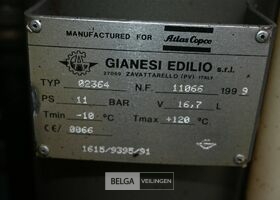 MANUFACTURED FOR Atlas Copco
GIANESI EDILIO s.r.l.
27060 ZAVATTARELLO (PV) ITALY
TYP 02364 N.F. 11066 1999
PS 11 BAR V 16,7 L
Tmin -10 °C Tmax +120 °C
CE/ 0066
1615/9395/91
BELGA VEILINGEN